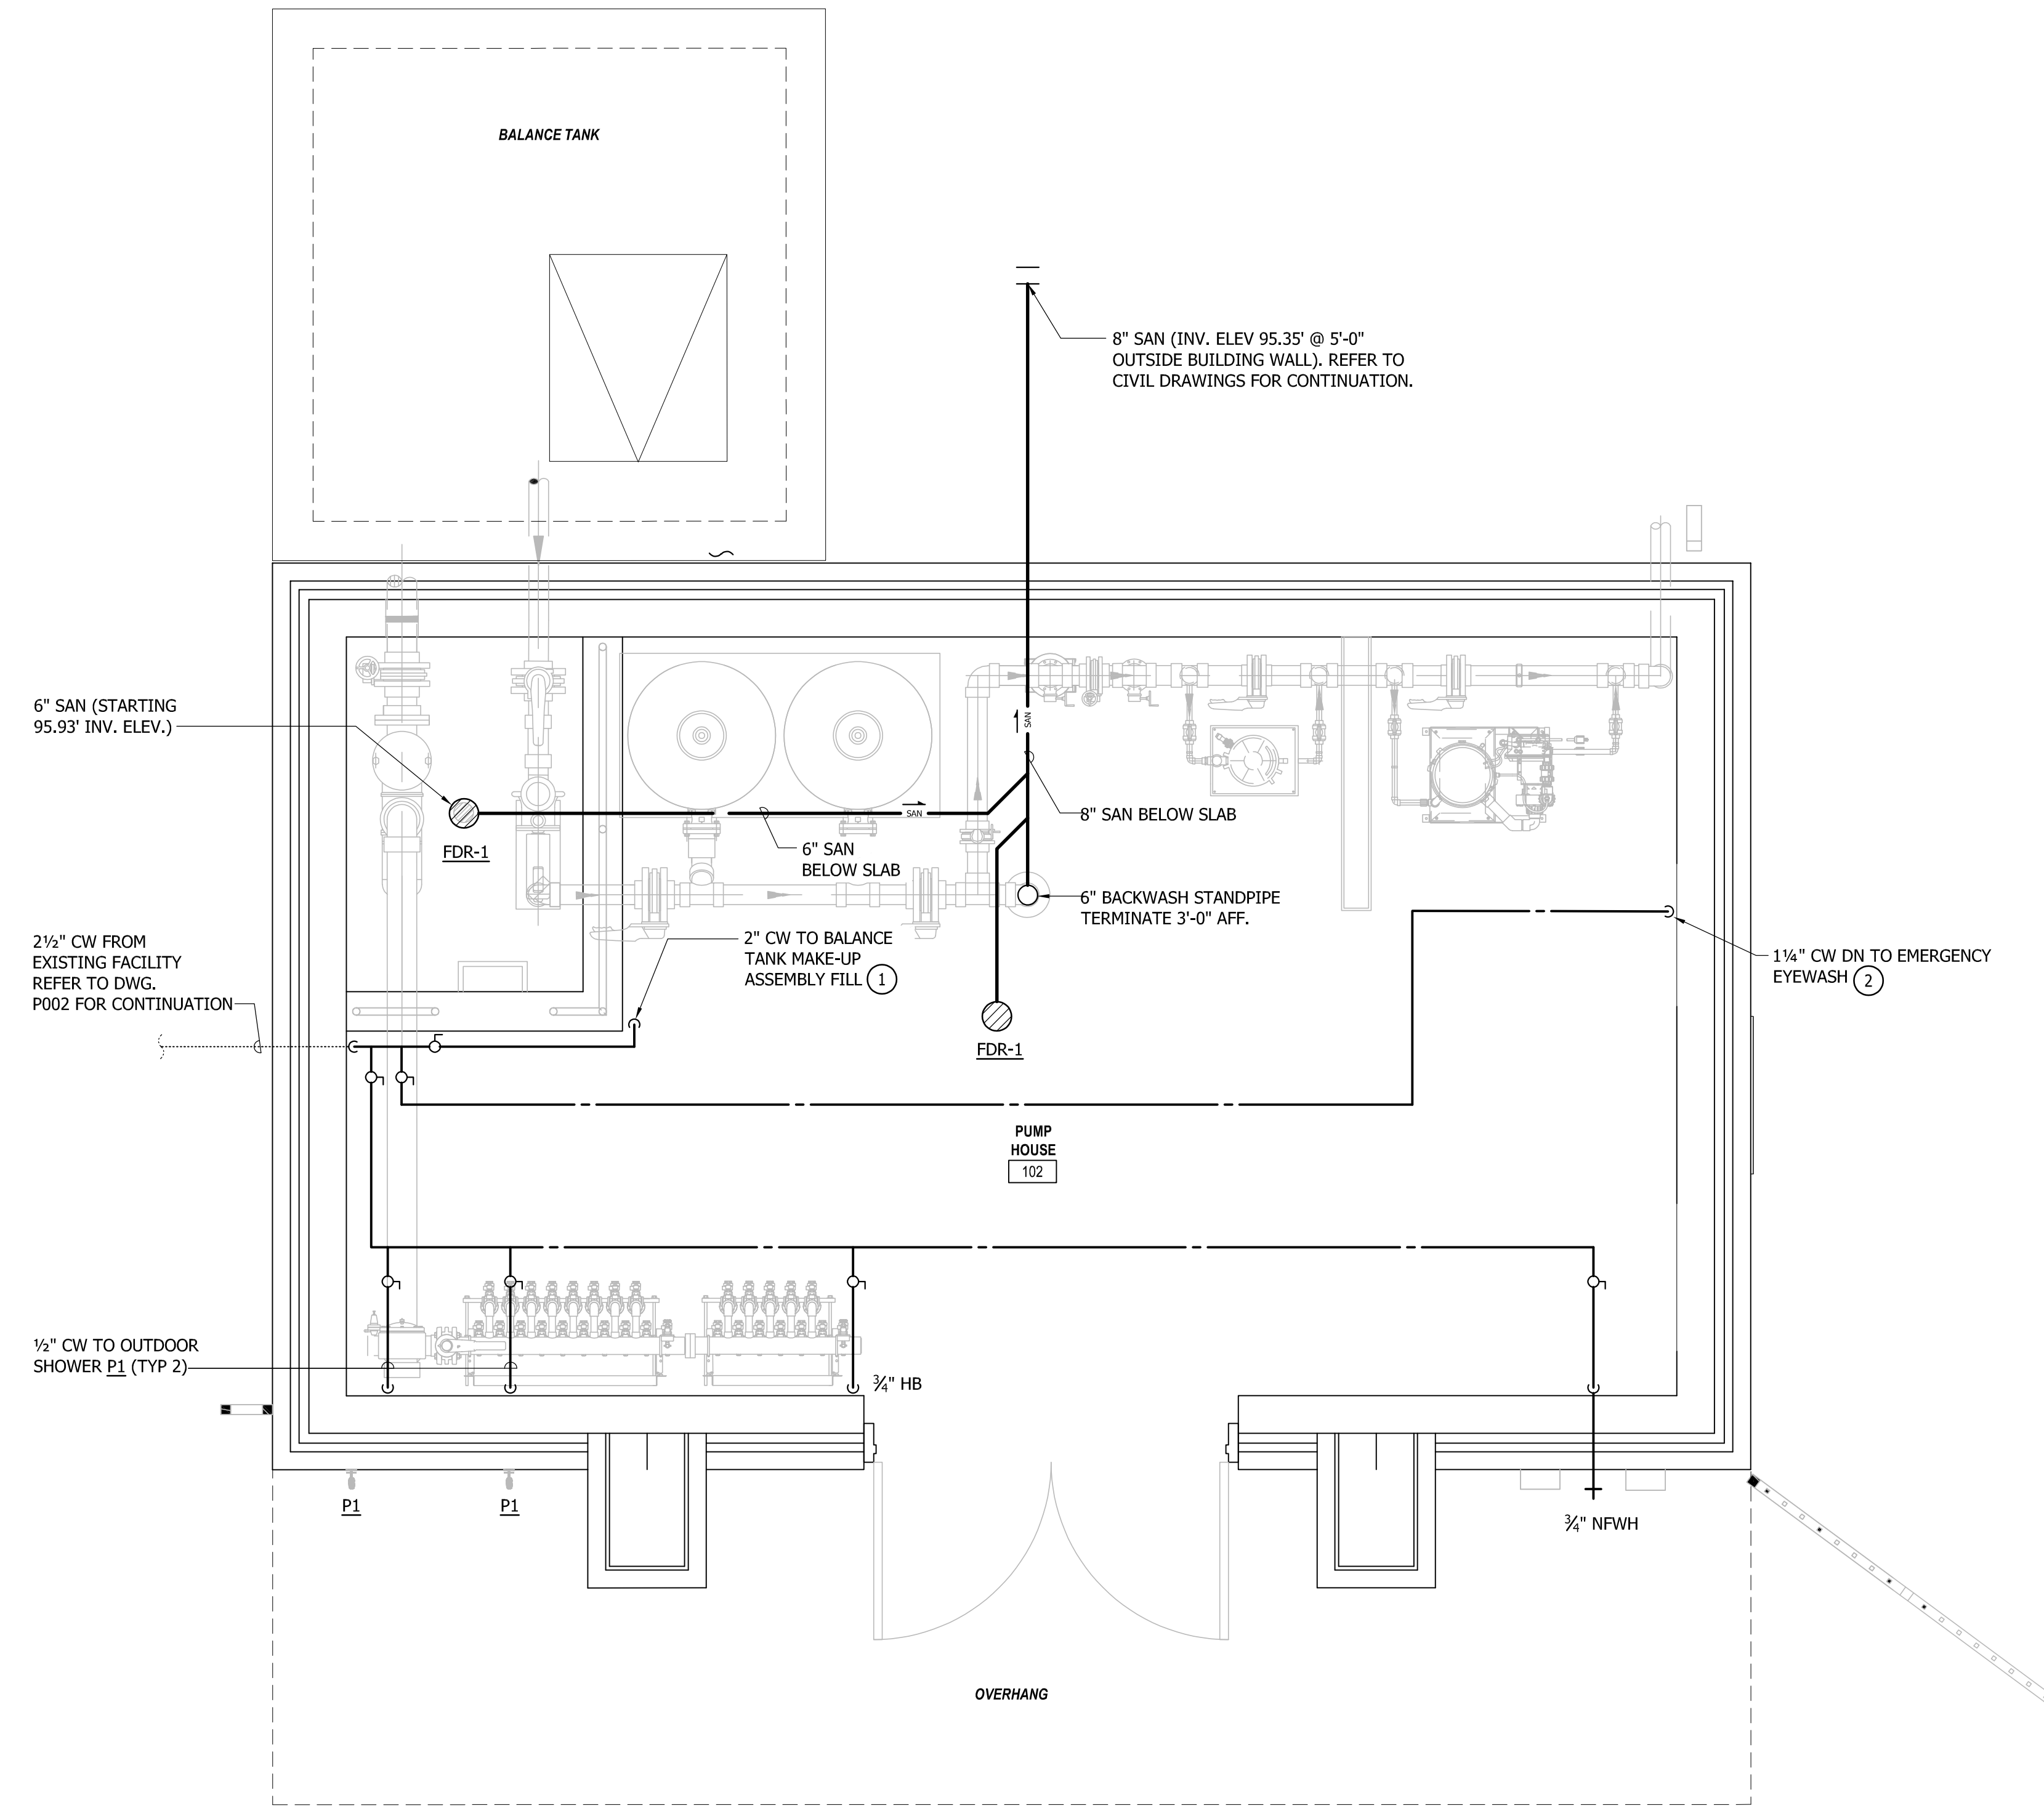 BALANCE TANK
8" SAN (INV. ELEV 95.35' @ 5'-0"
OUTSIDE BUILDING WALL). REFER TO
CIVIL DRAWINGS FOR CONTINUATION.
6" SAN (STARTING
95.93' INV. ELEV.)
SAN
SAN
8" SAN BELOW SLAB
FDR-1
6" SAN
BELOW SLAB
6" BACKWASH STANDPIPE
TERMINATE 3'-0" AFF.
2½" CW FROM
EXISTING FACILITY
REFER TO DWG.
P002 FOR CONTINUATION
2" CW TO BALANCE
TANK MAKE-UP
ASSEMBLY FILL 1
1¼" CW DN TO EMERGENCY
EYEWASH 2
FDR-1
PUMP
HOUSE
102
½" CW TO OUTDOOR
SHOWER P1 (TYP 2)
¾" HB
P1
P1
¾" NFWH
OVERHANG